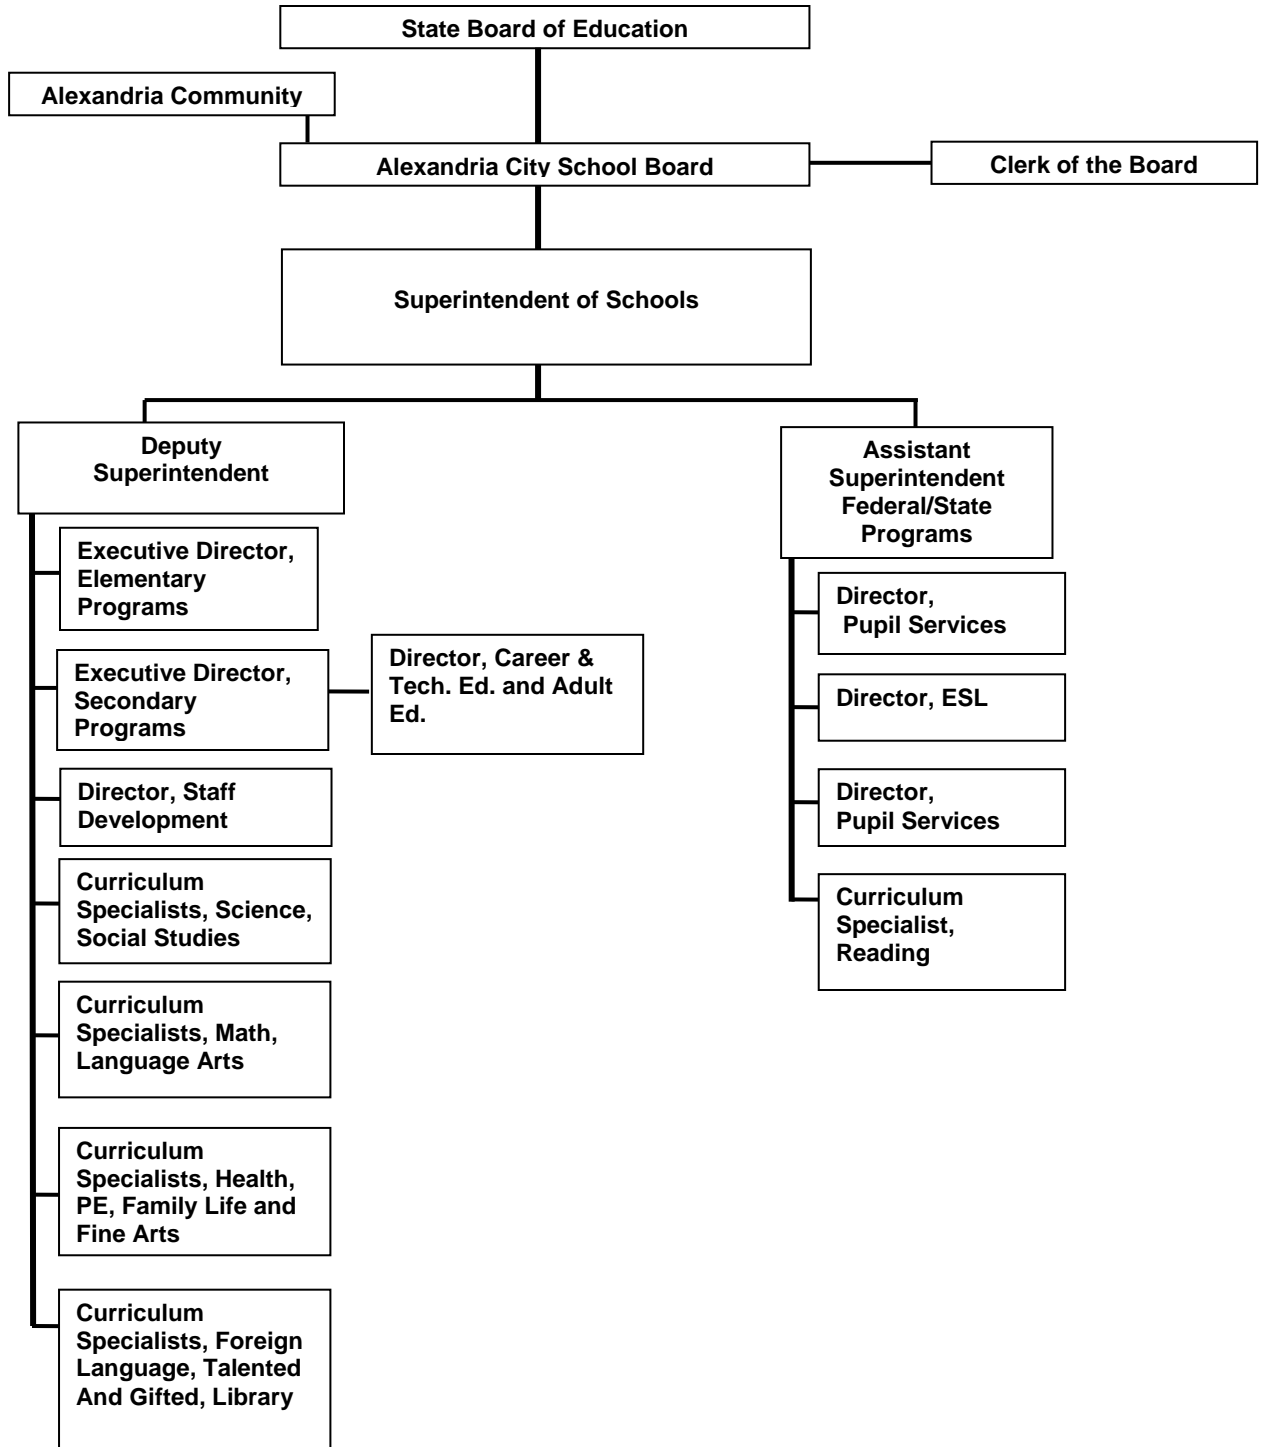 State Board of Education
Alexandria Community
Alexandria City School Board
Clerk of the Board
Superintendent of Schools
Deputy
Superintendent
Executive Director,
Elementary
Programs
Executive Director,
Secondary
Programs
Director, Career &
Tech. Ed. and Adult
Ed.
Director, Staff
Development
Curriculum
Specialists, Science,
Social Studies
Curriculum
Specialists, Math,
Language Arts
Curriculum
Specialists, Health,
PE, Family Life and
Fine Arts
Curriculum
Specialists, Foreign
Language, Talented
And Gifted, Library
Assistant
Superintendent
Federal/State
Programs
Director,
Pupil Services
Director, ESL
Director,
Pupil Services
Curriculum
Specialist,
Reading